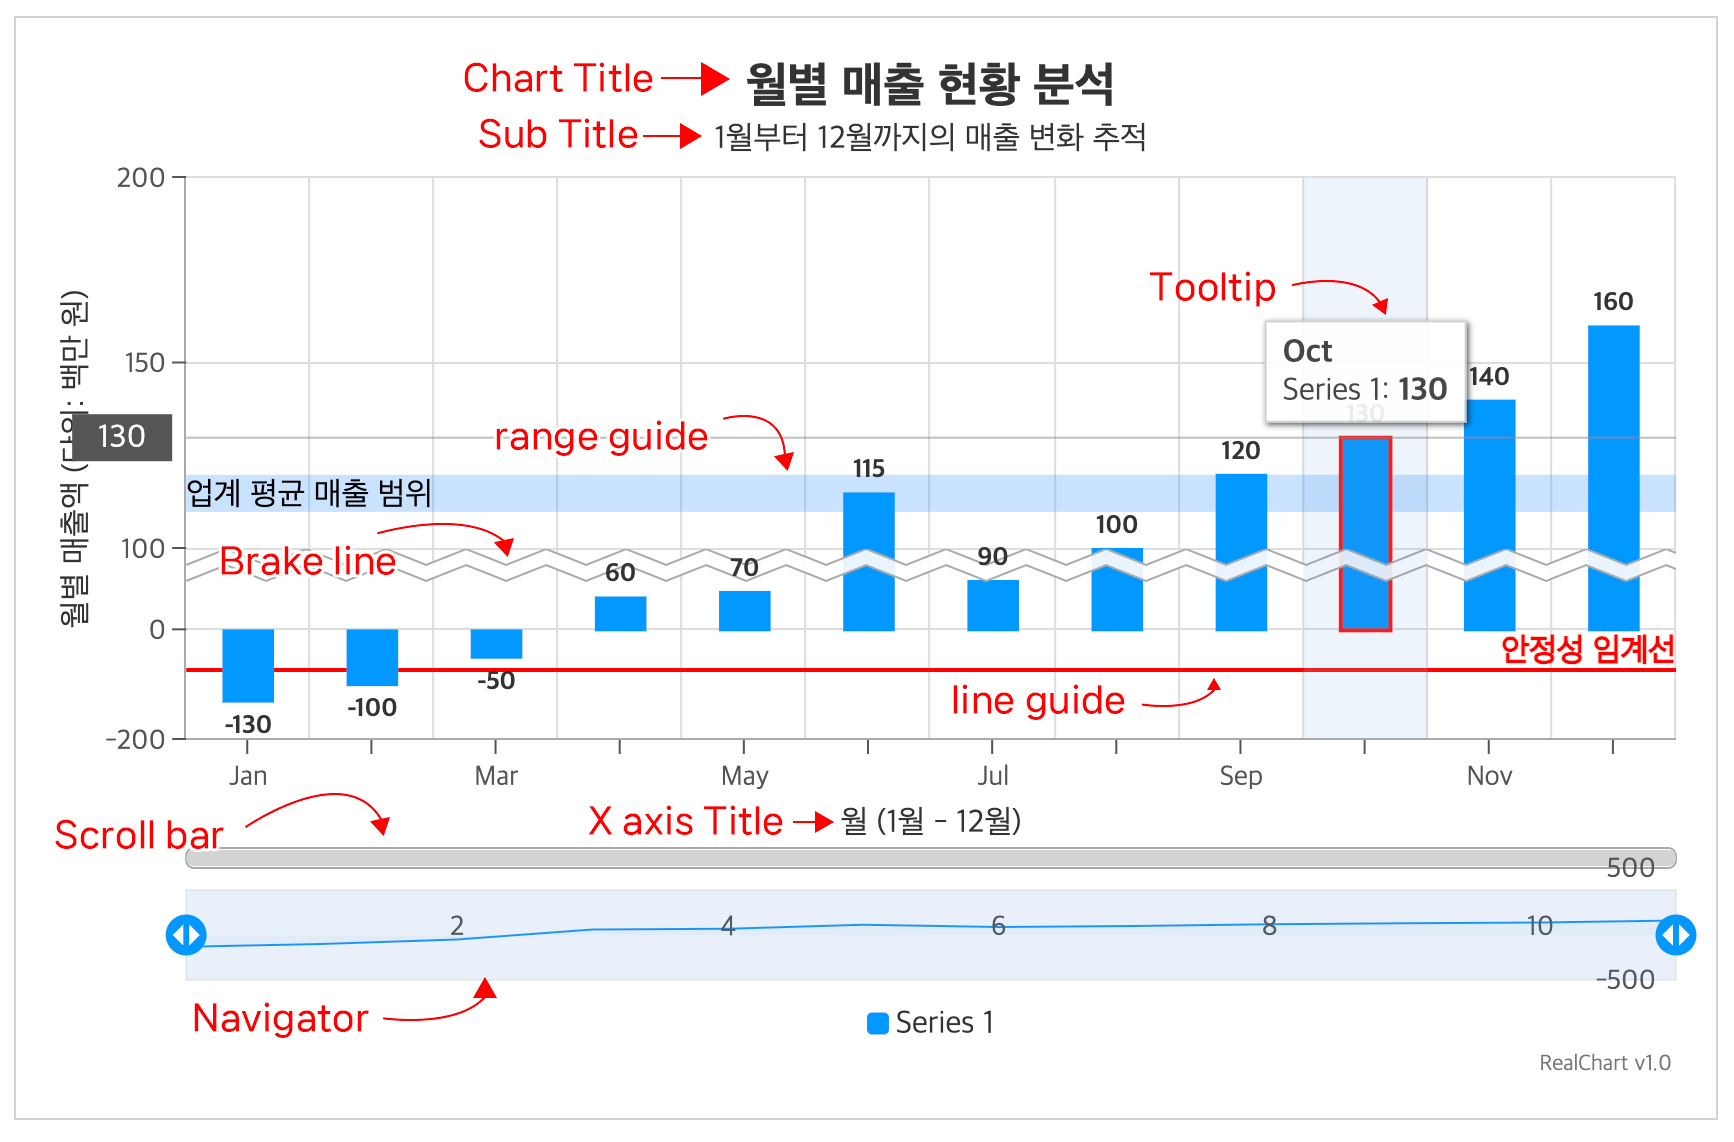 Chart Title 월별 매출 현황 분석
Sub Title 1월부터 12월까지의 매출 변화 추적
200
Tooltip
160
월별 매출액 (단위: 백만 원)
150
Oct
Series 1: 130
140
130
130
range guide
120
115
업계 평균 매출 범위
100
100
Brake line
90
70
60
0
안정성 임계선
-50
-100
line guide
-130
-200
Jan Mar May Jul Sep Nov
X axis Title 월 (1월 - 12월)
Scroll bar
500
2 4 6 8 10
-500
Navigator
Series 1
RealChart v1.0